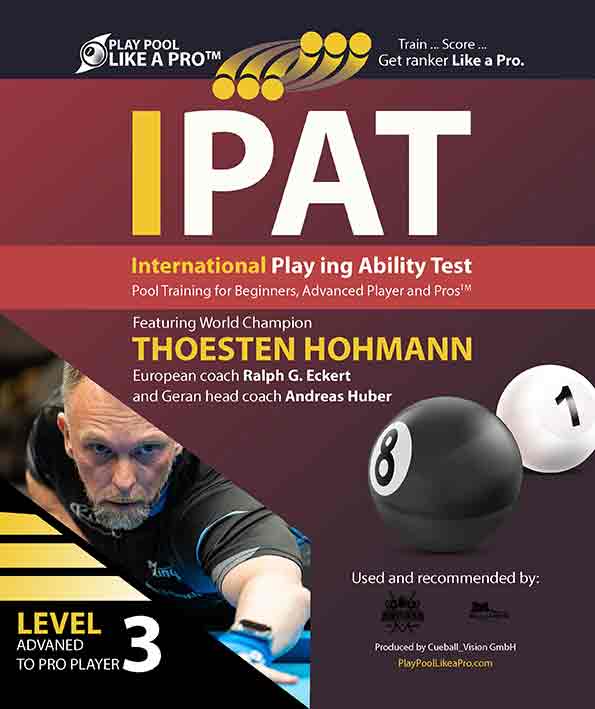 PLAY POOL
LIKE A PRO™
Train ... Score ...
Get ranker Like a Pro.
IPAT
International Play ing Ability Test
Pool Training for Beginners, Advanced Player and Pros™
Featuring World Champion
THOESTEN HOHMANN
European coach Ralph G. Eckert
and Geran head coach Andreas Huber
1
8
Used and recommended by:
LEVEL
3
ADVANED
TO PRO PLAYER
Produced by Cueball_Vision GmbH
PlayPoolLikeaPro.com